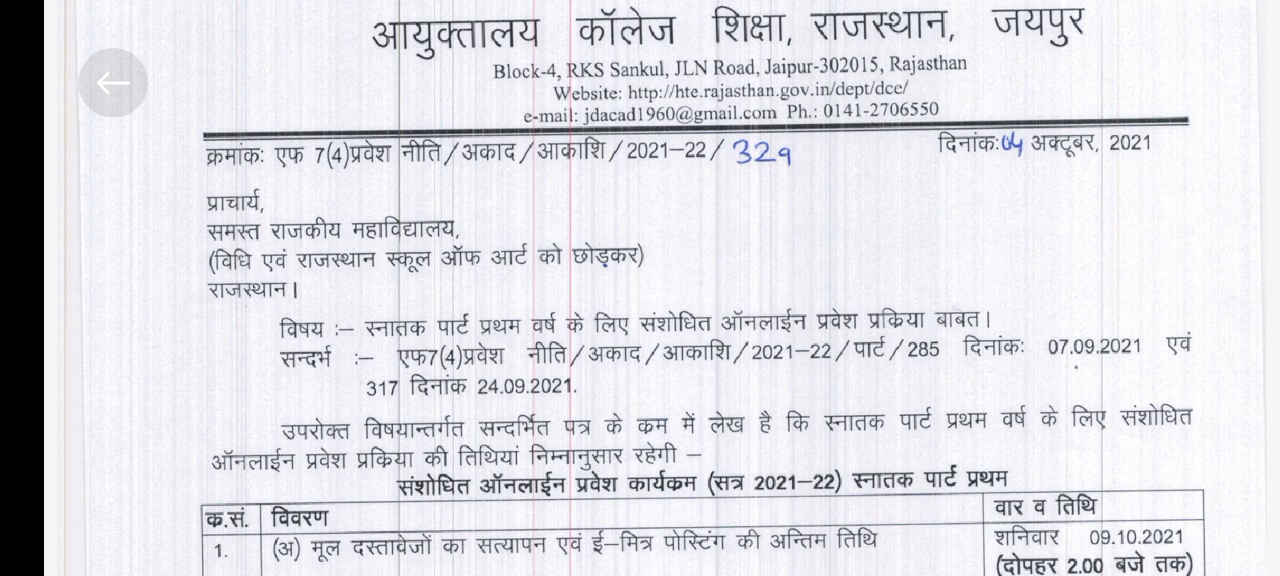 आयुक्तालय कॉलेज शिक्षा, राजस्थान, जयपुर
Block-4, RKS Sankul, JLN Road, Jaipur-302015, Rajasthan
Website: http://hte.rajasthan.gov.in/dept/dce/
e-mail: jdacad1960@gmail.com Ph.: 0141-2706550
क्रमांक: एफ 7(4)प्रवेश नीति/अकाद/आकाशि/2021-22/ 329 दिनांक: 04 अक्टूबर, 2021
प्राचार्य,
समस्त राजकीय महाविद्यालय,
(विधि एवं राजस्थान स्कूल ऑफ आर्ट को छोड़कर)
राजस्थान।
विषय :- स्नातक पार्ट प्रथम वर्ष के लिए संशोधित ऑनलाईन प्रवेश प्रकिया बाबत।
सन्दर्भ :- एफ7(4)प्रवेश नीति/अकाद/आकाशि/2021-22/पार्ट/285 दिनांक: 07.09.2021 एवं
317 दिनांक 24.09.2021.
उपरोक्त विषयान्तर्गत सन्दर्भित पत्र के कम में लेख है कि स्नातक पार्ट प्रथम वर्ष के लिए संशोधित
ऑनलाईन प्रवेश प्रकिया की तिथियां निम्नानुसार रहेगी –
संशोधित ऑनलाईन प्रवेश कार्यकम (सत्र 2021-22) स्नातक पार्ट प्रथम
क.सं. विवरण वार व तिथि
1. (अ) मूल दस्तावेजों का सत्यापन एवं ई-मित्र पोस्टिंग की अन्तिम तिथि शनिवार 09.10.2021
(दोपहर 2.00 बजे तक)